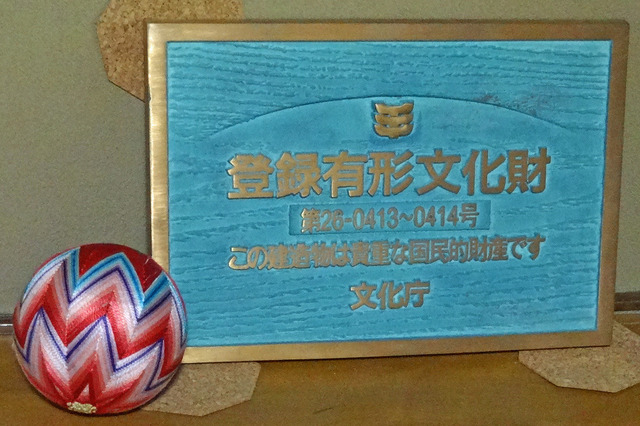 登録有形文化財
第26-0413~0414号
この建造物は貴重な国民的財産です
文化庁